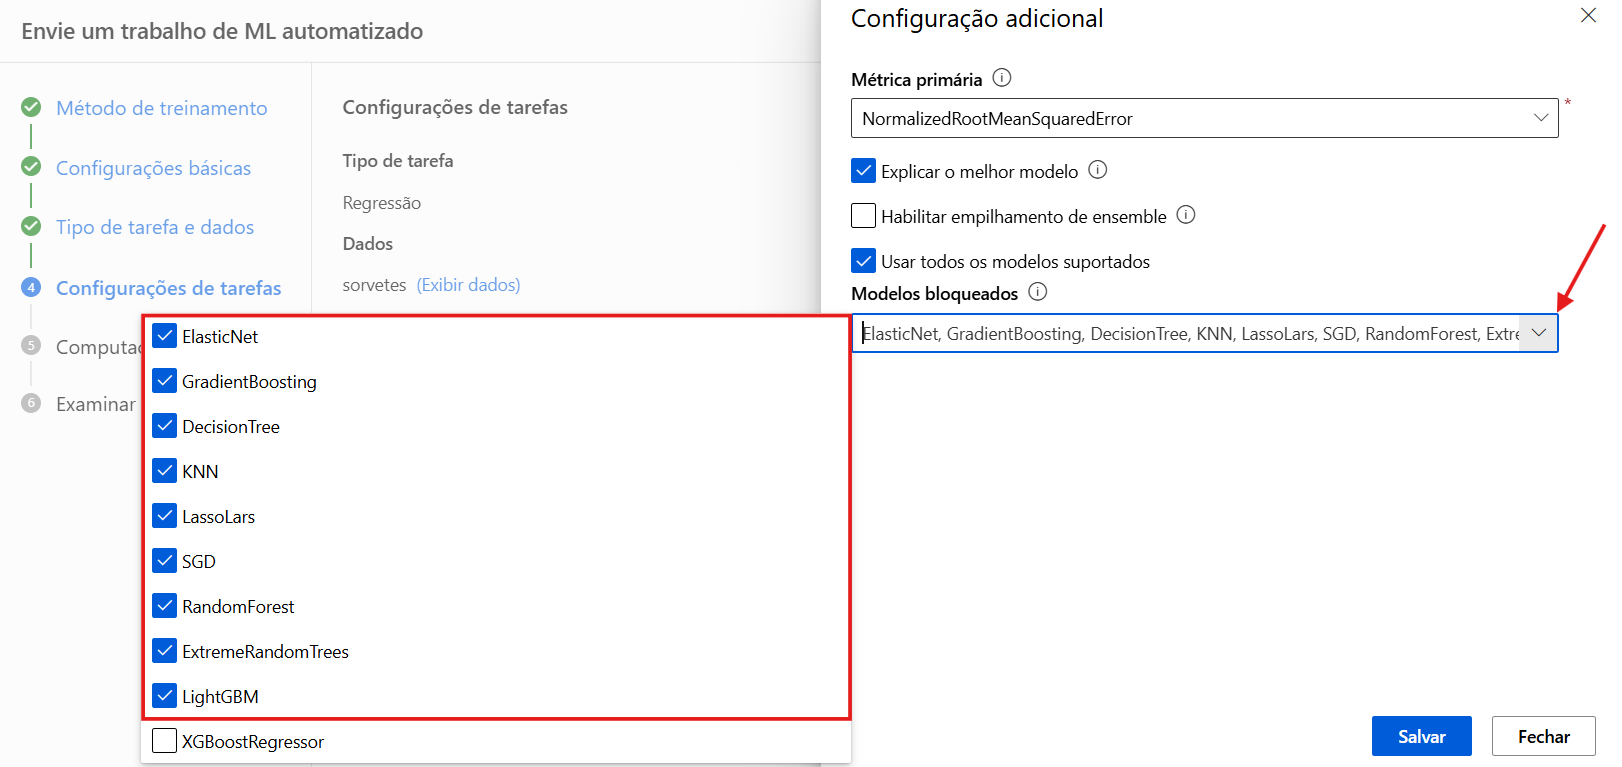 Envie um trabalho de ML automatizado
Método de treinamento
Configurações básicas
Tipo de tarefa e dados
4 Configurações de tarefas
5
6 Examinar
Configurações de tarefas
Tipo de tarefa
Regressão
Dados
sorvetes (Exibir dados)
ElasticNet
GradientBoosting
DecisionTree
KNN
LassoLars
SGD
RandomForest
ExtremeRandomTrees
LightGBM
XGBoostRegressor
Configuração adicional
Métrica primária
NormalizedRootMeanSquaredError
*
Explicar o melhor modelo
Habilitar empilhamento de ensemble
Usar todos os modelos suportados
Modelos bloqueados
ElasticNet, GradientBoosting, DecisionTree, KNN, LassoLars, SGD, RandomForest, Extre
Salvar
Fechar